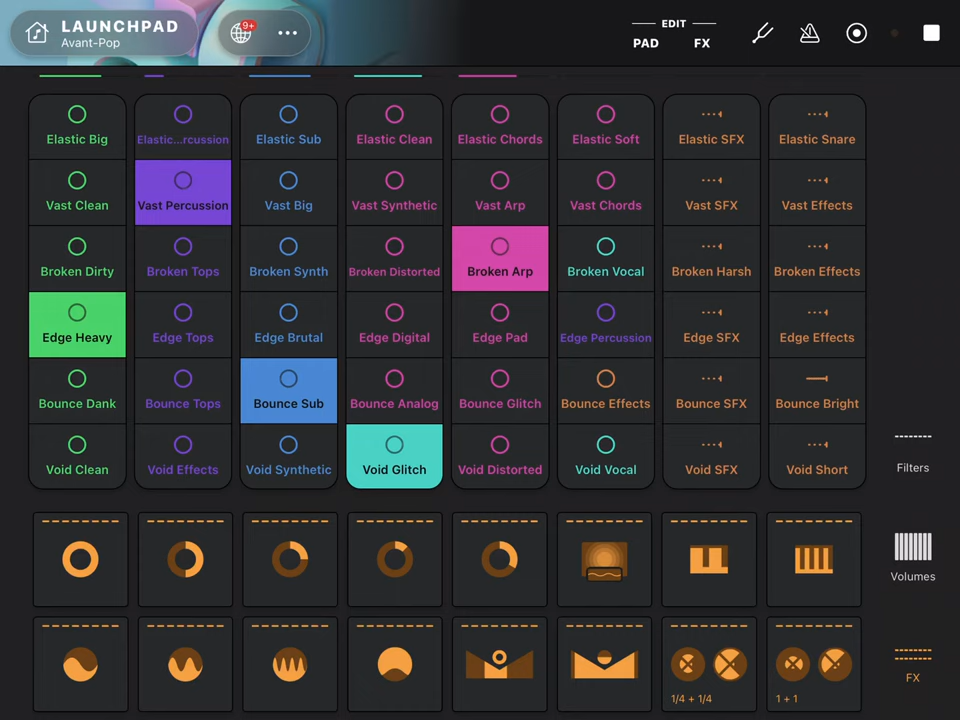 LAUNCHPAD
Avant-Pop
9+
EDIT
PAD FX
Elastic Big Elastic...rcussion Elastic Sub Elastic Clean Elastic Chords Elastic Soft Elastic SFX Elastic Snare
Vast Clean Vast Percussion Vast Big Vast Synthetic Vast Arp Vast Chords Vast SFX Vast Effects
Broken Dirty Broken Tops Broken Synth Broken Distorted Broken Arp Broken Vocal Broken Harsh Broken Effects
Edge Heavy Edge Tops Edge Brutal Edge Digital Edge Pad Edge Percussion Edge SFX Edge Effects
Bounce Dank Bounce Tops Bounce Sub Bounce Analog Bounce Glitch Bounce Effects Bounce SFX Bounce Bright
Void Clean Void Effects Void Synthetic Void Glitch Void Distorted Void Vocal Void SFX Void Short
Filters
Volumes
FX
1/4 + 1/4 1 + 1